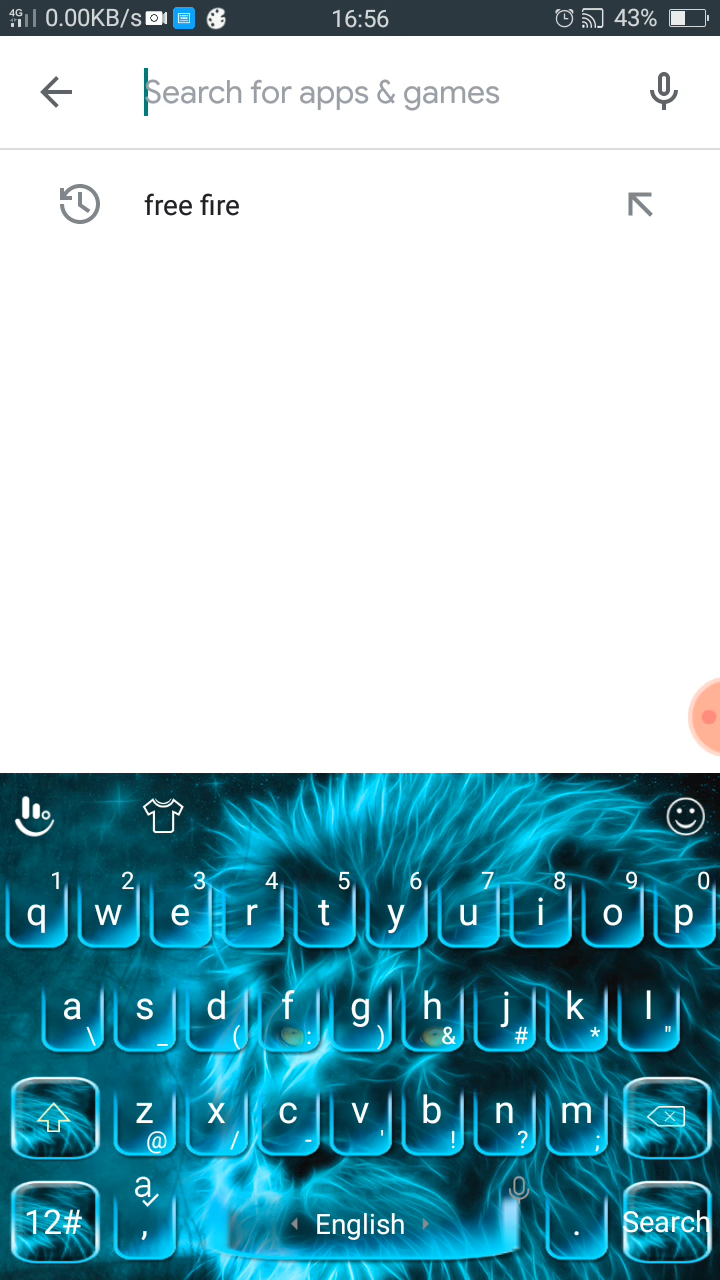 4G 0.00KB/s 16:56 43%
Search for apps & games
free fire
1 2 3 4 5 6 7 8 9 0
q w e r t y u i o p
a s d f g h j k l
\ _ ( : ) & # * "
z x c v b n m
@ / - ' ! ? ;
a
12# , English . Search